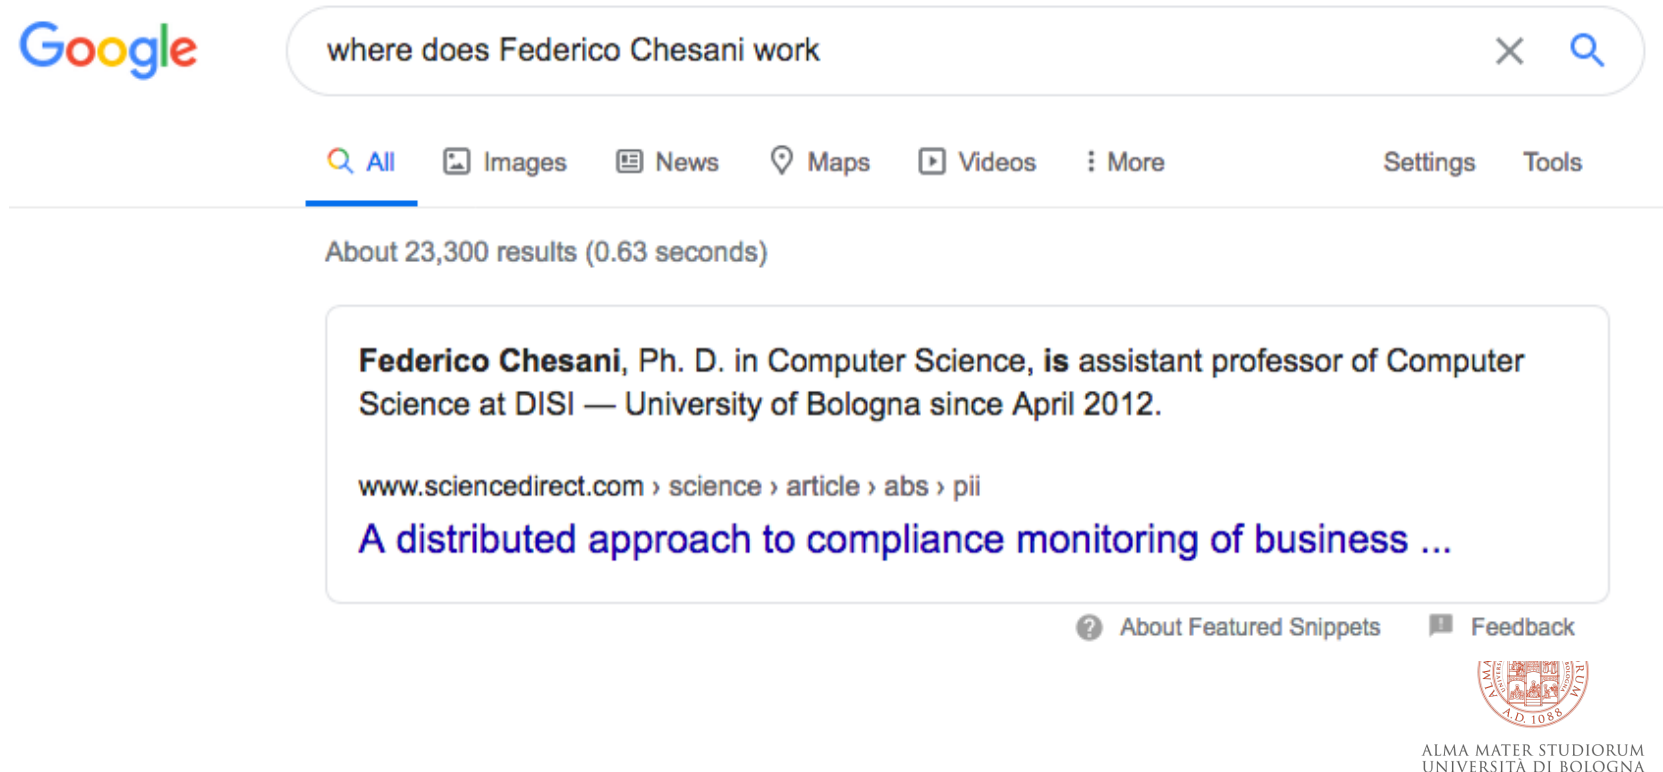 Google
where does Federico Chesani work
All Images News Maps Videos More Settings Tools
About 23,300 results (0.63 seconds)
Federico Chesani, Ph. D. in Computer Science, is assistant professor of Computer
Science at DISI — University of Bologna since April 2012.
www.sciencedirect.com › science › article › abs › pii
A distributed approach to compliance monitoring of business ...
About Featured Snippets Feedback
A.D. 1088
ALMA MATER STUDIORUM
UNIVERSITÀ DI BOLOGNA